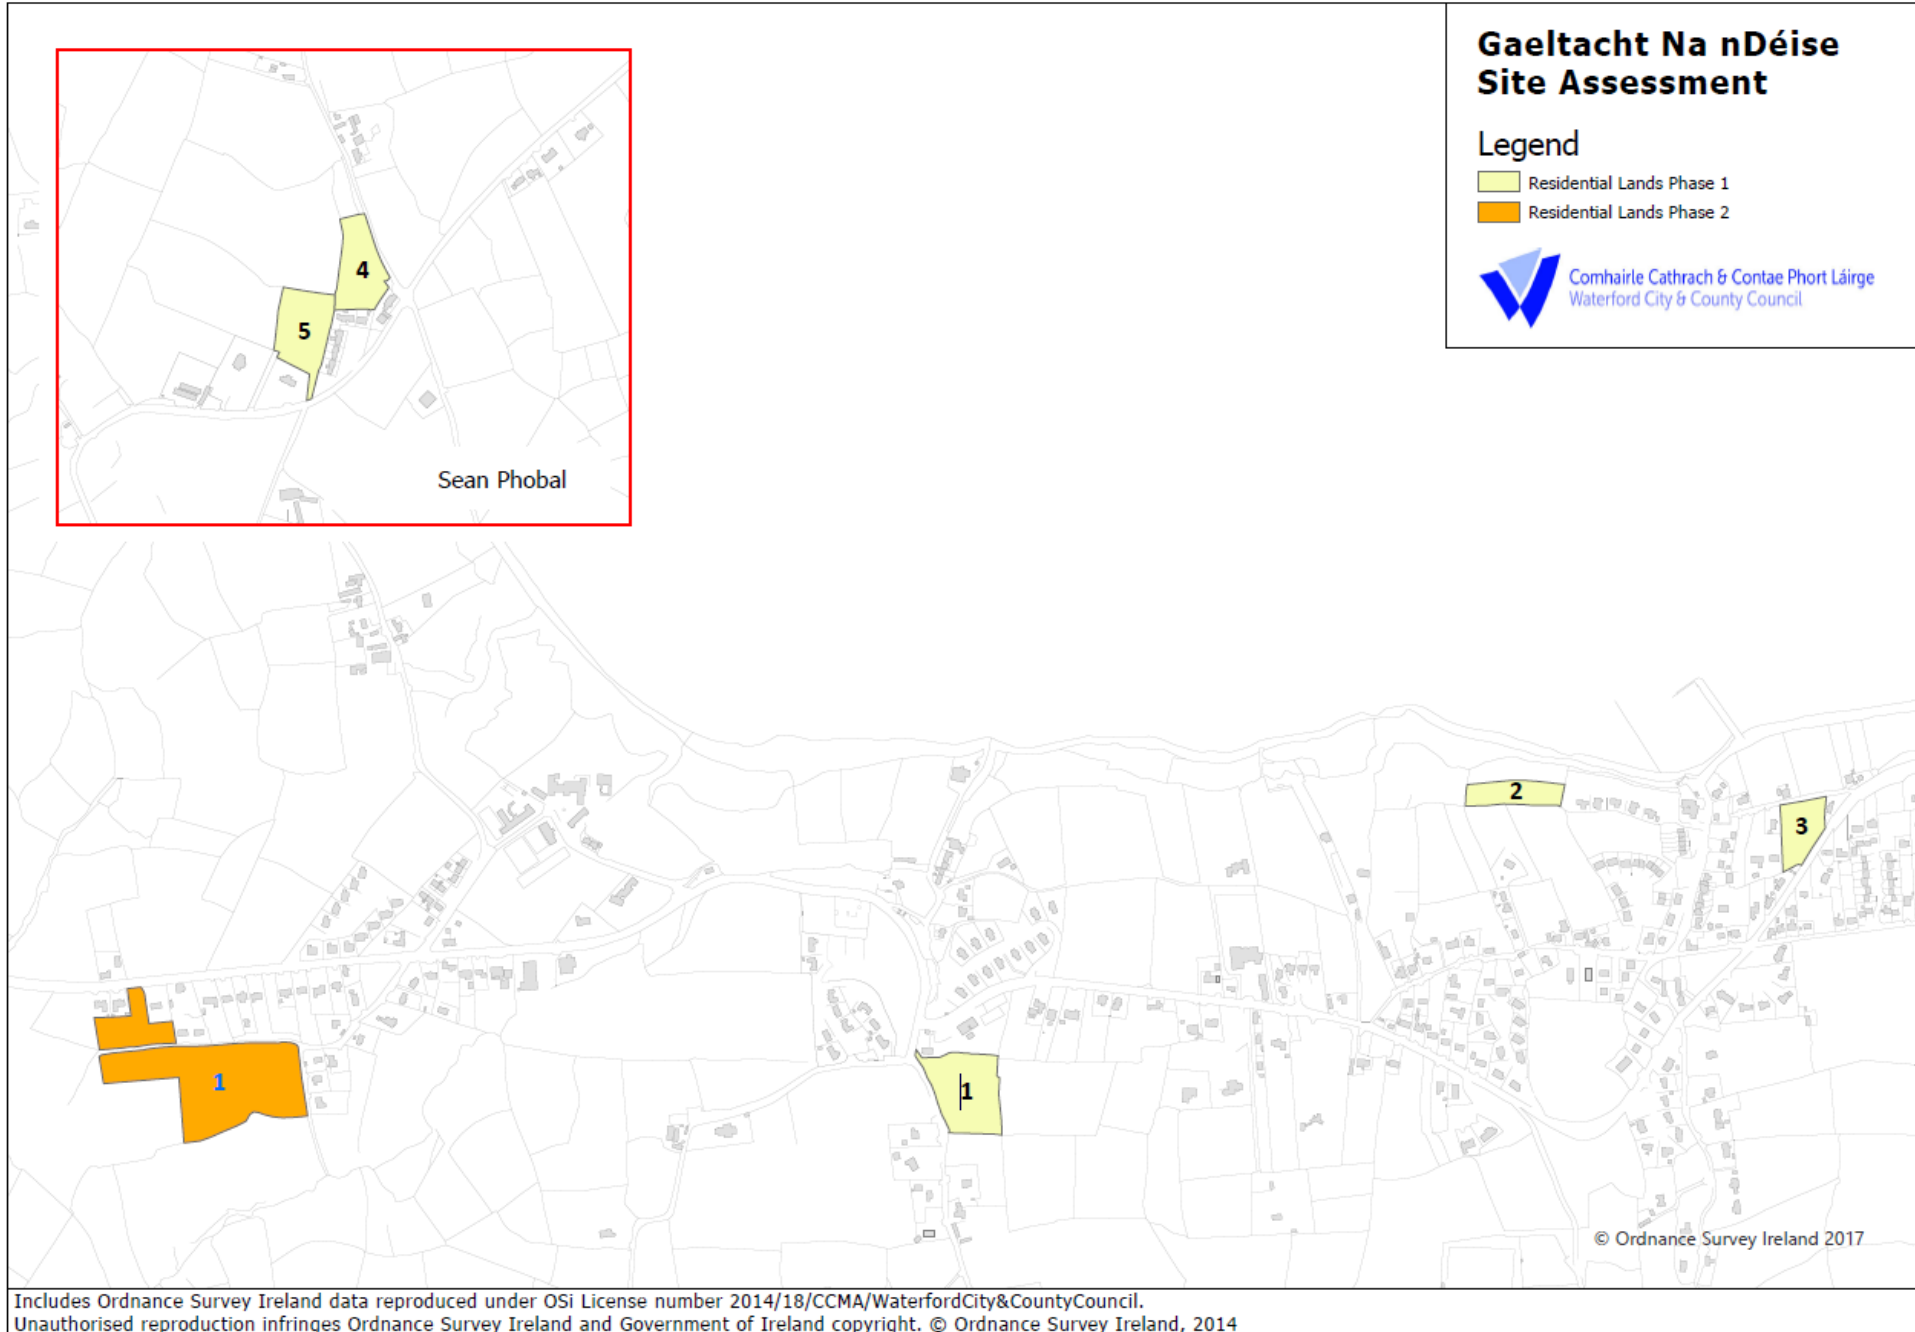 Gaeltacht Na nDéise
Site Assessment
Legend
Residential Lands Phase 1
Residential Lands Phase 2
Comhairle Cathrach & Contae Phort Láirge
Waterford City & County Council
4
5
Sean Phobal
2
3
1
1
© Ordnance Survey Ireland 2017
Includes Ordnance Survey Ireland data reproduced under OSi License number 2014/18/CCMA/WaterfordCity&CountyCouncil.
Unauthorised reproduction infringes Ordnance Survey Ireland and Government of Ireland copyright. © Ordnance Survey Ireland, 2014